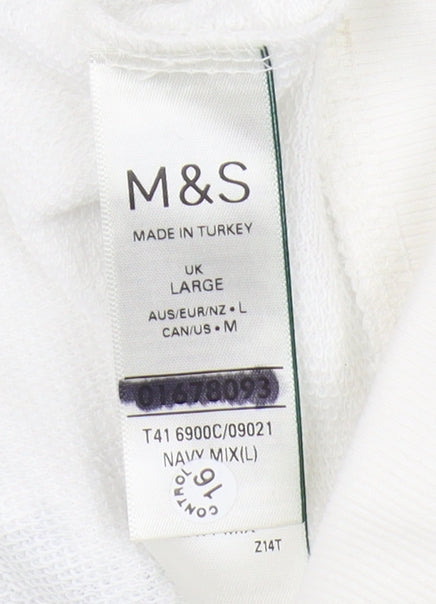 M&S
MADE IN TURKEY
UK
LARGE
AUS/EUR/NZ • L
CAN/US • M
01678093
T41 6900C/09021
NAVY MIX(L)
CONTROL
16
Z14T